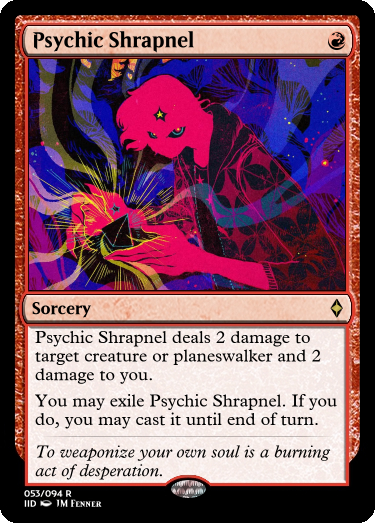 Psychic Shrapnel
Sorcery
Psychic Shrapnel deals 2 damage to
target creature or planeswalker and 2
damage to you.
You may exile Psychic Shrapnel. If you
do, you may cast it until end of turn.
To weaponize your own soul is a burning
act of desperation.
053/094 R
IID JM Fenner